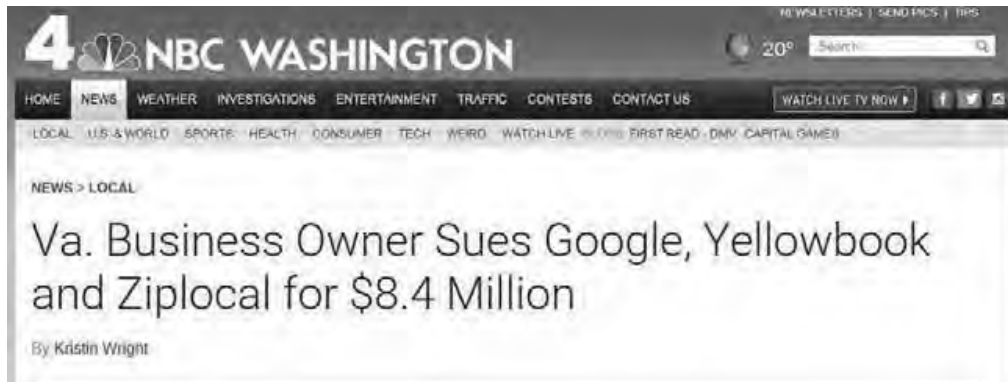 NEWSLETTERS | SEND PICS | TIPS
4 NBC WASHINGTON
20° Search
HOME NEWS WEATHER INVESTIGATIONS ENTERTAINMENT TRAFFIC CONTESTS CONTACT US WATCH LIVE TV NOW
LOCAL U.S. & WORLD SPORTS HEALTH CONSUMER TECH WEIRD WATCH LIVE FIRST READ - DMV CAPITAL GAMES
NEWS > LOCAL
Va. Business Owner Sues Google, Yellowbook
and Ziplocal for $8.4 Million
By Kristin Wright